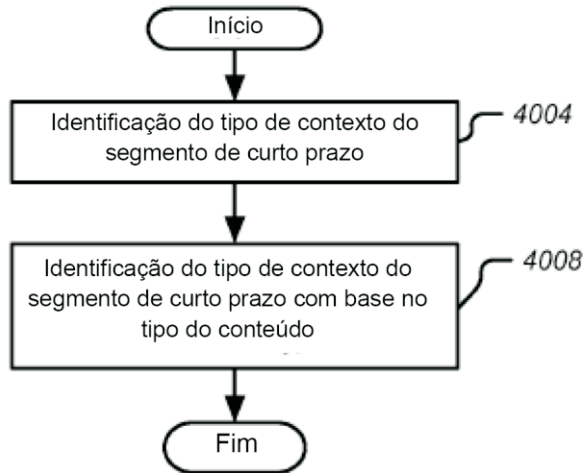 Início
Identificação do tipo de contexto do
segmento de curto prazo
4004
Identificação do tipo de contexto do
segmento de curto prazo com base no
tipo do conteúdo
4008
Fim